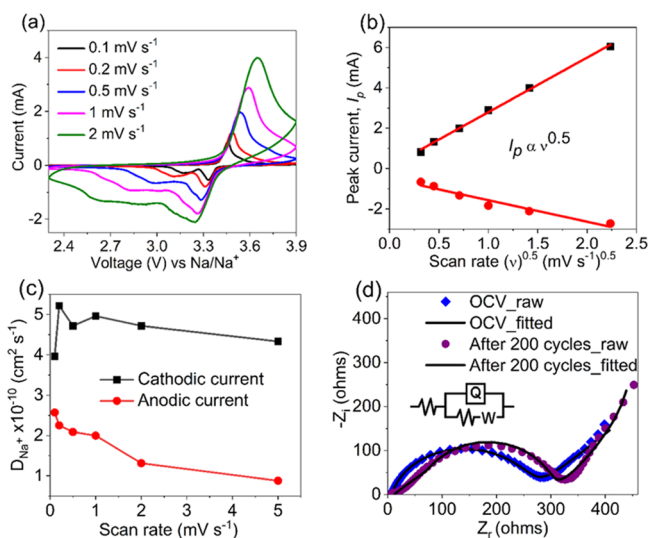 (a)
0.1 mV s⁻¹
0.2 mV s⁻¹
0.5 mV s⁻¹
1 mV s⁻¹
2 mV s⁻¹
4
2
0
-2
Current (mA)
2.4 2.7 3.0 3.3 3.6 3.9
Voltage (V) vs Na/Na⁺
(b)
6
4
2
0
-2
Peak current, Iₚ (mA)
Iₚ ∝ ν⁰·⁵
0.0 0.5 1.0 1.5 2.0 2.5
Scan rate (ν)⁰·⁵ (mV s⁻¹)⁰·⁵
(c)
5
4
3
2
1
D_Na⁺ x10⁻¹⁰ (cm² s⁻¹)
Cathodic current
Anodic current
0 1 2 3 4 5
Scan rate (mV s⁻¹)
(d)
OCV_raw
OCV_fitted
After 200 cycles_raw
After 200 cycles_fitted
Q
W
400
300
200
100
0
-Zᵢ (ohms)
0 100 200 300 400
Zᵣ (ohms)